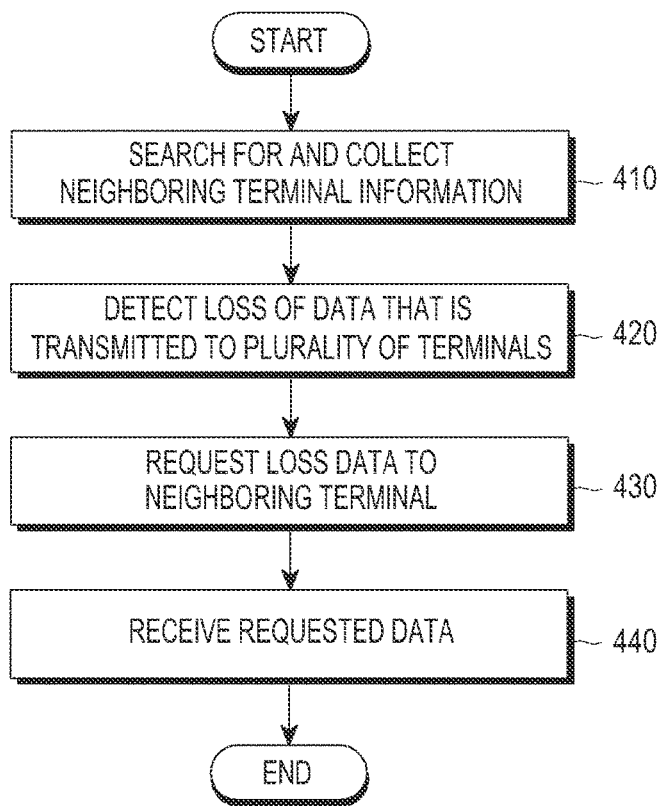 START
SEARCH FOR AND COLLECT
NEIGHBORING TERMINAL INFORMATION
410
DETECT LOSS OF DATA THAT IS
TRANSMITTED TO PLURALITY OF TERMINALS
420
REQUEST LOSS DATA TO
NEIGHBORING TERMINAL
430
RECEIVE REQUESTED DATA
440
END